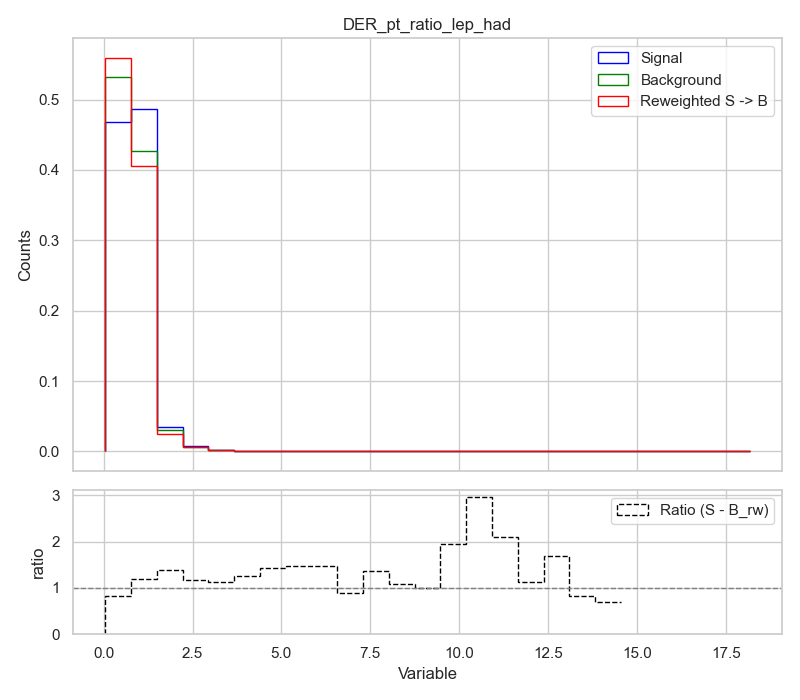 DER_pt_ratio_lep_had
Signal
Background
Reweighted S -> B
Counts
0.5
0.4
0.3
0.2
0.1
0.0
Ratio (S - B_rw)
ratio
3
2
1
0
0.0 2.5 5.0 7.5 10.0 12.5 15.0 17.5
Variable